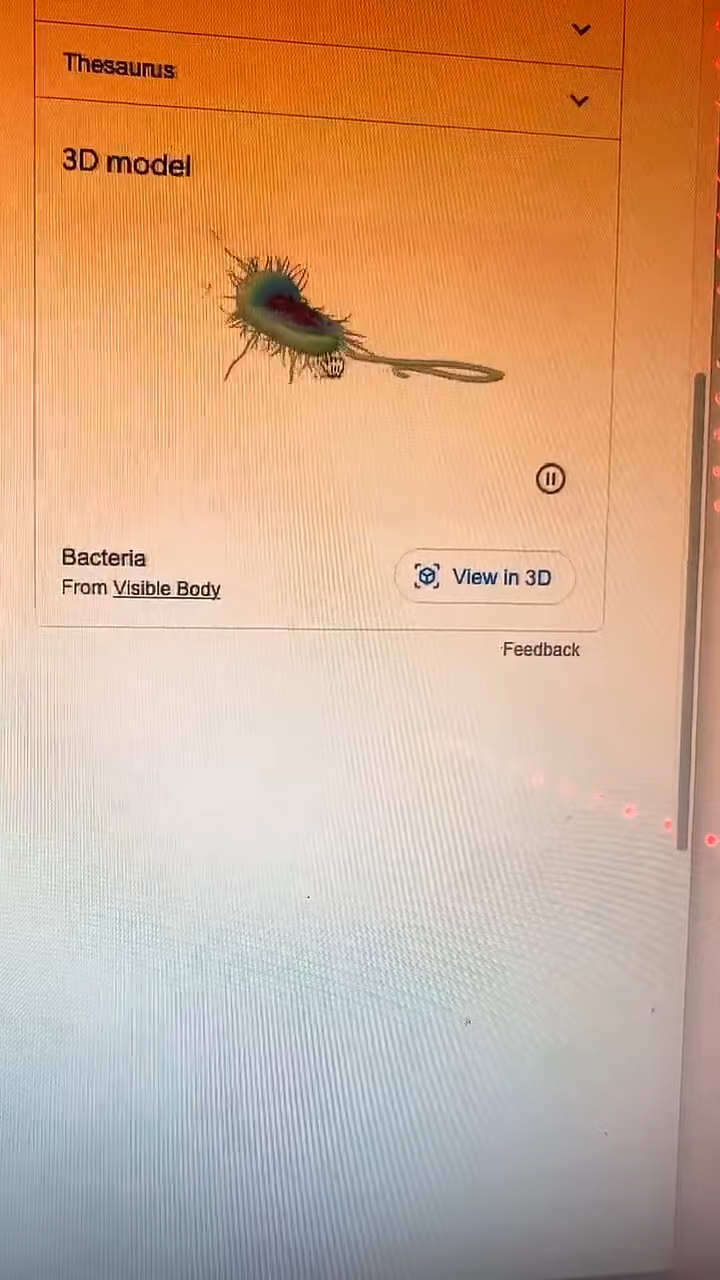 Thesaurus
3D model
Bacteria
From Visible Body
View in 3D
Feedback